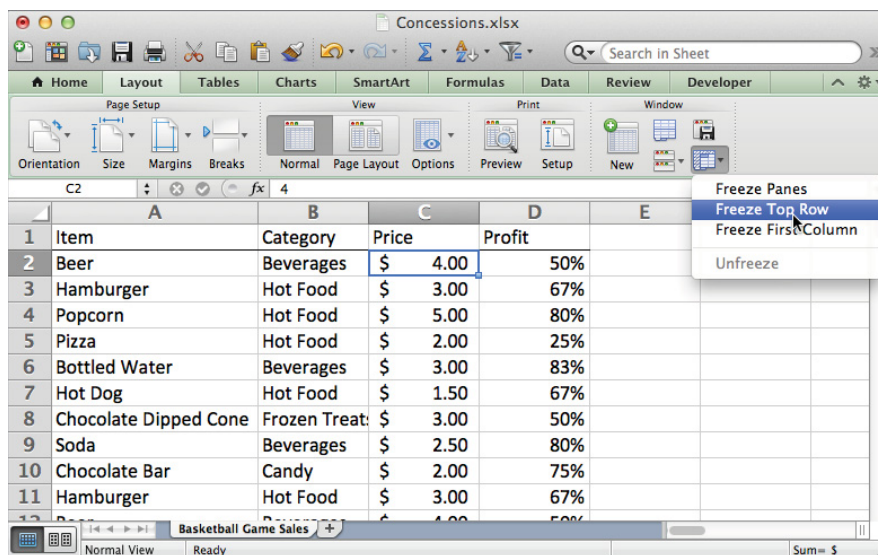 Concessions.xlsx
Search in Sheet
Home Layout Tables Charts SmartArt Formulas Data Review Developer
Page Setup View Print Window
Orientation Size Margins Breaks Normal Page Layout Options Preview Setup New
C2 fx 4
Freeze Panes
Freeze Top Row
Freeze First Column
Unfreeze
A B C D E
1 Item Category Price Profit
2 Beer Beverages $ 4.00 50%
3 Hamburger Hot Food $ 3.00 67%
4 Popcorn Hot Food $ 5.00 80%
5 Pizza Hot Food $ 2.00 25%
6 Bottled Water Beverages $ 3.00 83%
7 Hot Dog Hot Food $ 1.50 67%
8 Chocolate Dipped Cone Frozen Treats $ 3.00 50%
9 Soda Beverages $ 2.50 80%
10 Chocolate Bar Candy $ 2.00 75%
11 Hamburger Hot Food $ 3.00 67%
Basketball Game Sales
Normal View Ready Sum= $